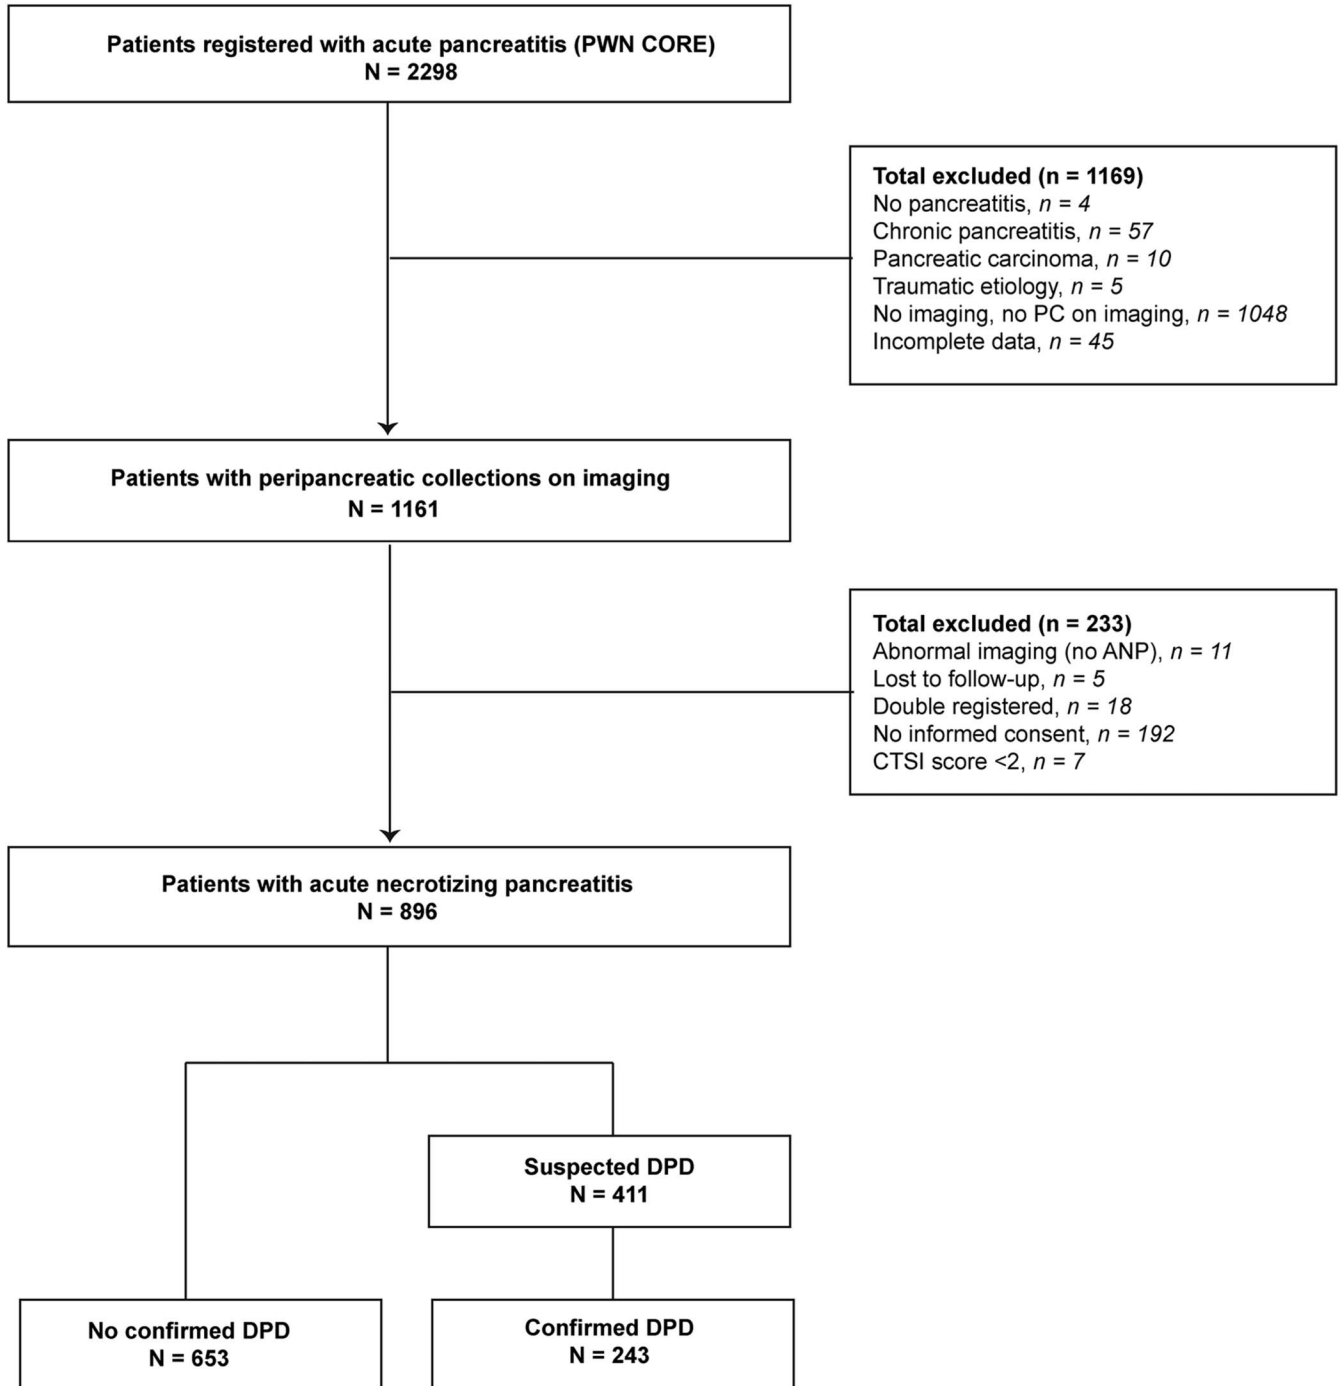 Patients registered with acute pancreatitis (PWN CORE)
N = 2298
Total excluded (n = 1169)
No pancreatitis, n = 4
Chronic pancreatitis, n = 57
Pancreatic carcinoma, n = 10
Traumatic etiology, n = 5
No imaging, no PC on imaging, n = 1048
Incomplete data, n = 45
Patients with peripancreatic collections on imaging
N = 1161
Total excluded (n = 233)
Abnormal imaging (no ANP), n = 11
Lost to follow-up, n = 5
Double registered, n = 18
No informed consent, n = 192
CTSI score <2, n = 7
Patients with acute necrotizing pancreatitis
N = 896
Suspected DPD
N = 411
No confirmed DPD
N = 653
Confirmed DPD
N = 243